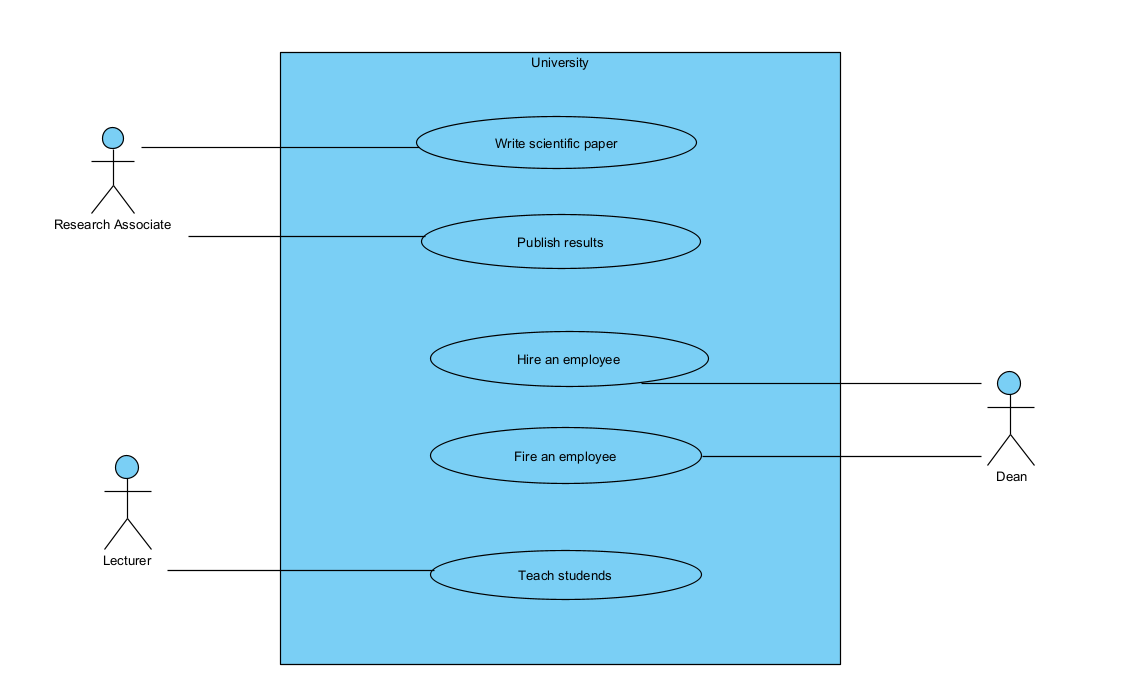 University
Write scientific paper
Research Associate
Publish results
Hire an employee
Fire an employee
Dean
Lecturer
Teach studends